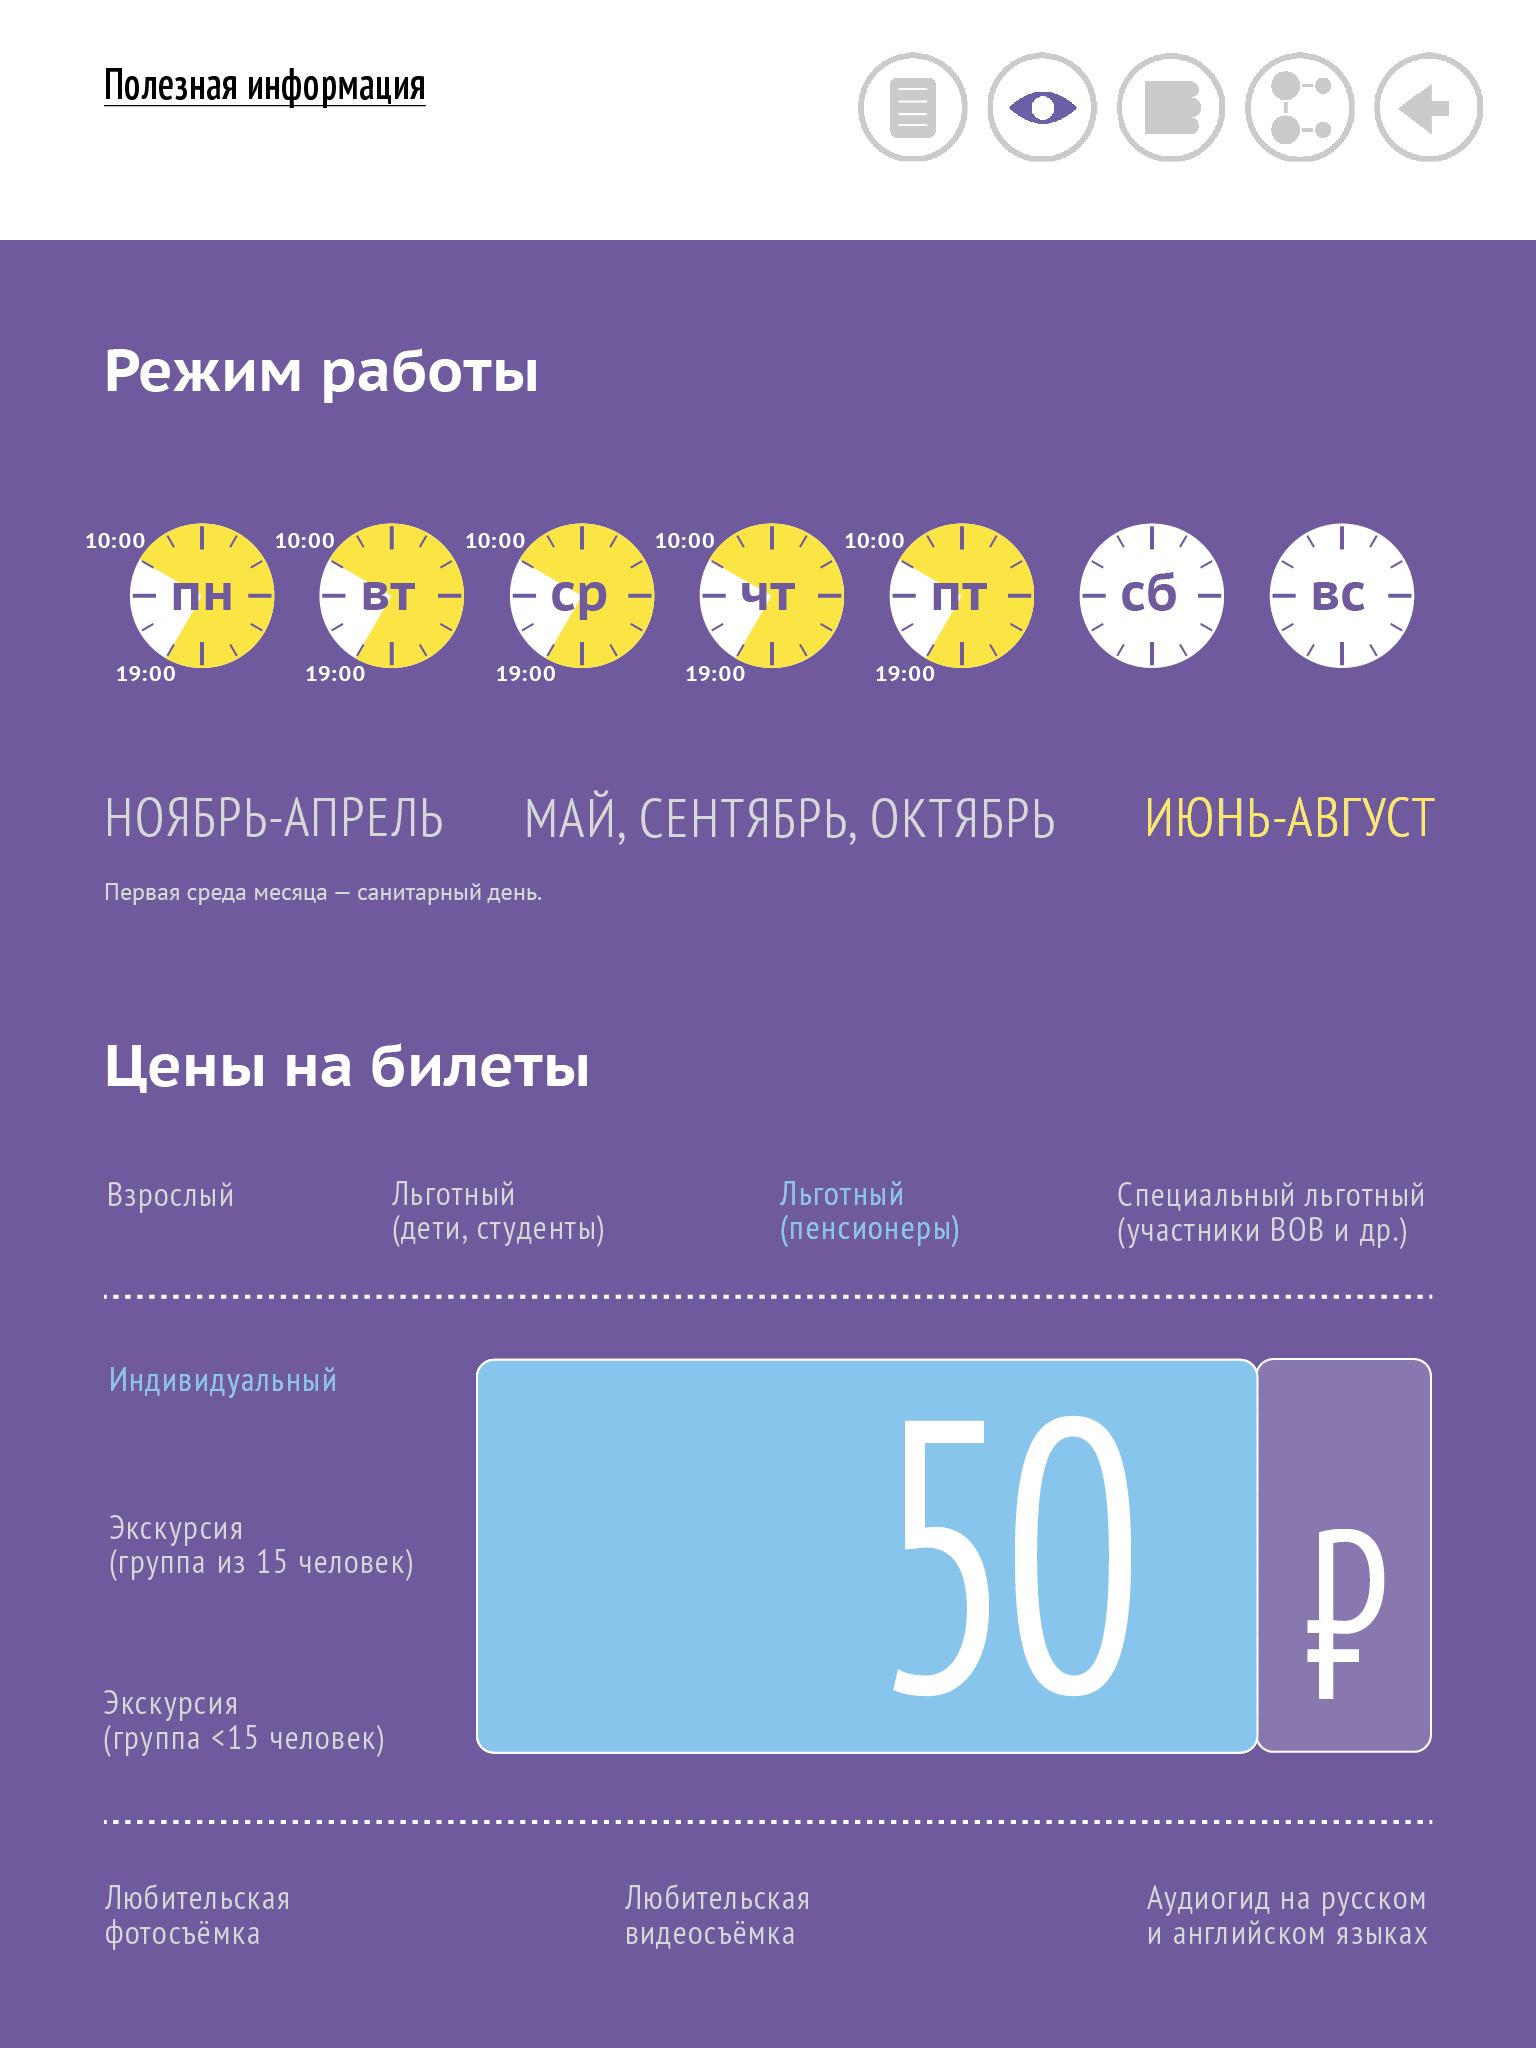 Полезная информация
Режим работы
10:00 10:00 10:00 10:00 10:00
пн вт ср чт пт сб вс
19:00 19:00 19:00 19:00 19:00
НОЯБРЬ-АПРЕЛЬ МАЙ, СЕНТЯБРЬ, ОКТЯБРЬ ИЮНЬ-АВГУСТ
Первая среда месяца — санитарный день.
Цены на билеты
Взрослый
Льготный
(дети, студенты)
Льготный
(пенсионеры)
Специальный льготный
(участники ВОВ и др.)
Индивидуальный
Экскурсия
(группа из 15 человек)
Экскурсия
(группа <15 человек)
50 ₽
Любительская
фотосъёмка
Любительская
видеосъёмка
Аудиогид на русском
и английском языках